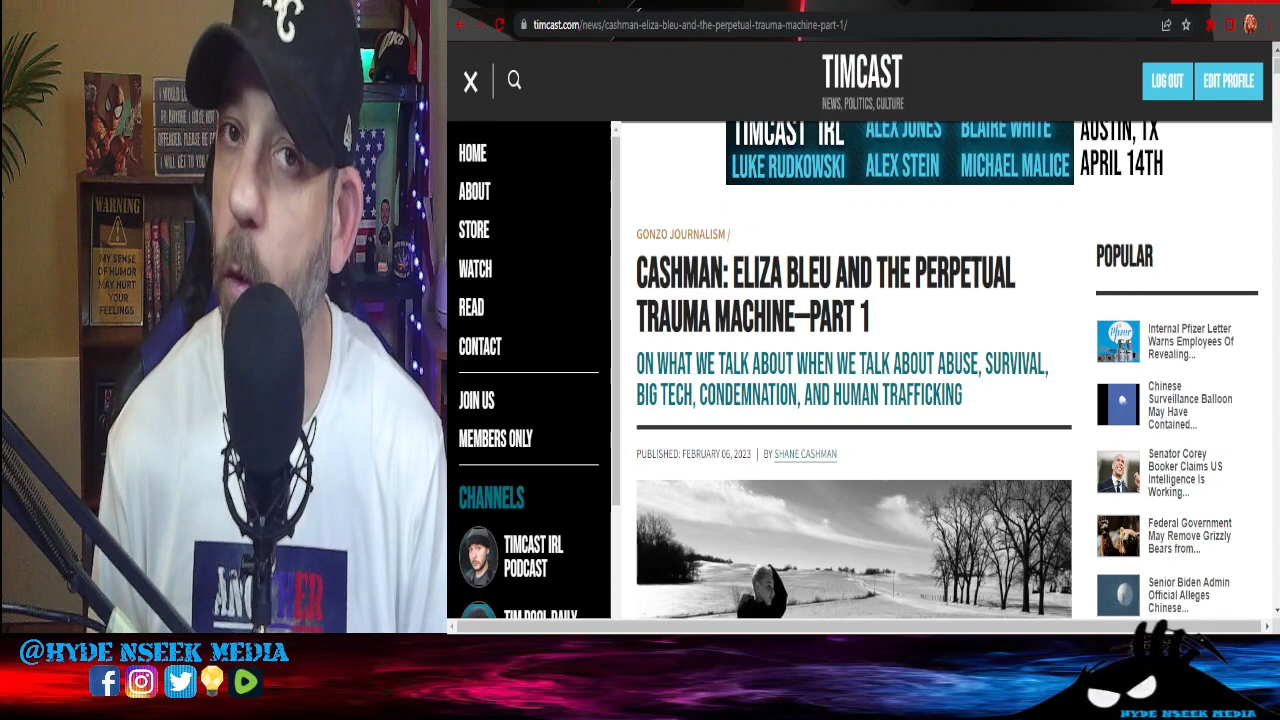 timcast.com/news/cashman-eliza-bleu-and-the-perpetual-trauma-machine-part-1/
TIMCAST
NEWS, POLITICS, CULTURE
LOG OUT
EDIT PROFILE
HOME
ABOUT
STORE
WATCH
READ
CONTACT
JOIN US
MEMBERS ONLY
CHANNELS
TIMCAST IRL
PODCAST
TIM POOL DAILY
TIMCAST IRL ALEX JONES BLAIRE WHITE
LUKE RUDKOWSKI ALEX STEIN MICHAEL MALICE
AUSTIN, TX
APRIL 14TH
GONZO JOURNALISM /
CASHMAN: ELIZA BLEU AND THE PERPETUAL
TRAUMA MACHINE—PART 1
ON WHAT WE TALK ABOUT WHEN WE TALK ABOUT ABUSE, SURVIVAL,
BIG TECH, CONDEMNATION, AND HUMAN TRAFFICKING
PUBLISHED: FEBRUARY 06, 2023 | BY SHANE CASHMAN
POPULAR
Internal Pfizer Letter
Warns Employees Of
Revealing...
Chinese
Surveillance Balloon
May Have
Contained...
Senator Corey
Booker Claims US
Intelligence Is
Working...
Federal Government
May Remove Grizzly
Bears from...
Senior Biden Admin
Official Alleges
Chinese...
Pfizer
WARNING
MY SENSE
OF HUMOR
MAY HURT
YOUR
FEELINGS
I WOULD
@HYDE NSEEK MEDIA
HYDE NSEEK MEDIA